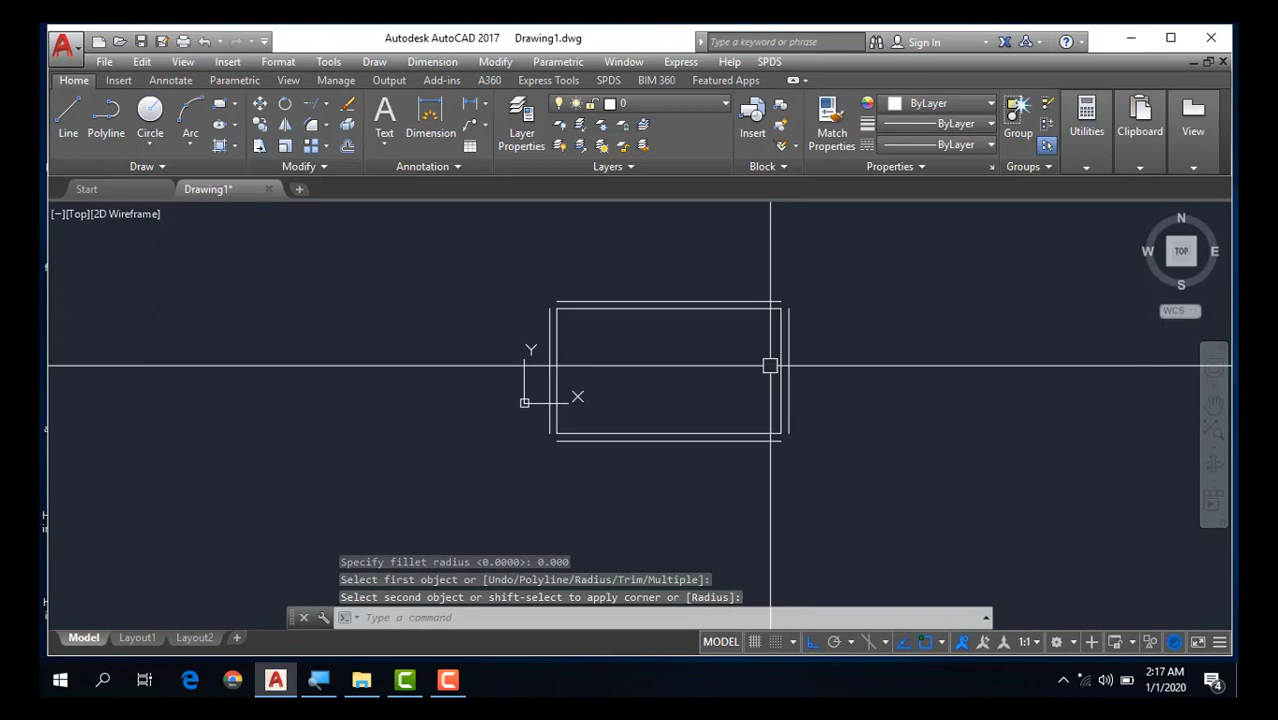 Autodesk AutoCAD 2017 Drawing1.dwg
Type a keyword or phrase
Sign In
File Edit View Insert Format Tools Draw Dimension Modify Parametric Window Express Help SPDS
Home Insert Annotate Parametric View Manage Output Add-ins A360 Express Tools SPDS BIM 360 Featured Apps
0
ByLayer
ByLayer
ByLayer
Line Polyline Circle Arc
Text Dimension
Layer Properties
Insert
Match Properties
Group
Utilities
Clipboard
View
Draw Modify Annotation Layers Block Properties Groups
Start Drawing1*
[−][Top][2D Wireframe]
N
W TOP E
S
WCS
Y
X
Specify fillet radius <0.0000>: 0.000
Select first object or [Undo/Polyline/Radius/Trim/Multiple]:
Select second object or shift-select to apply corner or [Radius]:
Type a command
Model Layout1 Layout2
MODEL
1:1
2:17 AM
1/1/2020
4